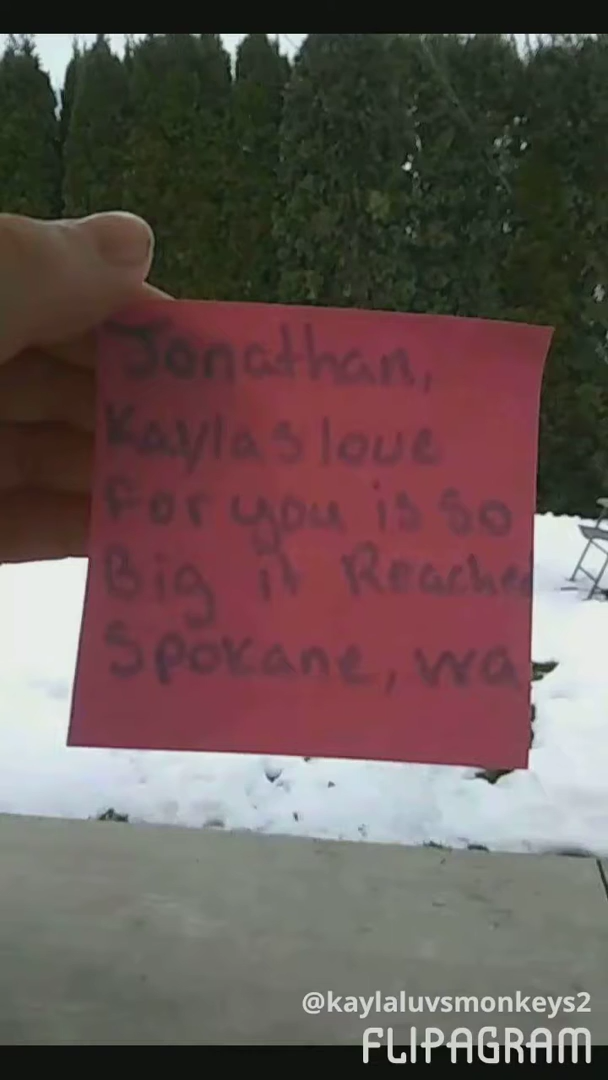 Jonathan,
Kaylas love
For you is so
Big it Reached
Spokane, wa
@kaylaluvsmonkeys2
FLIPAGRAM